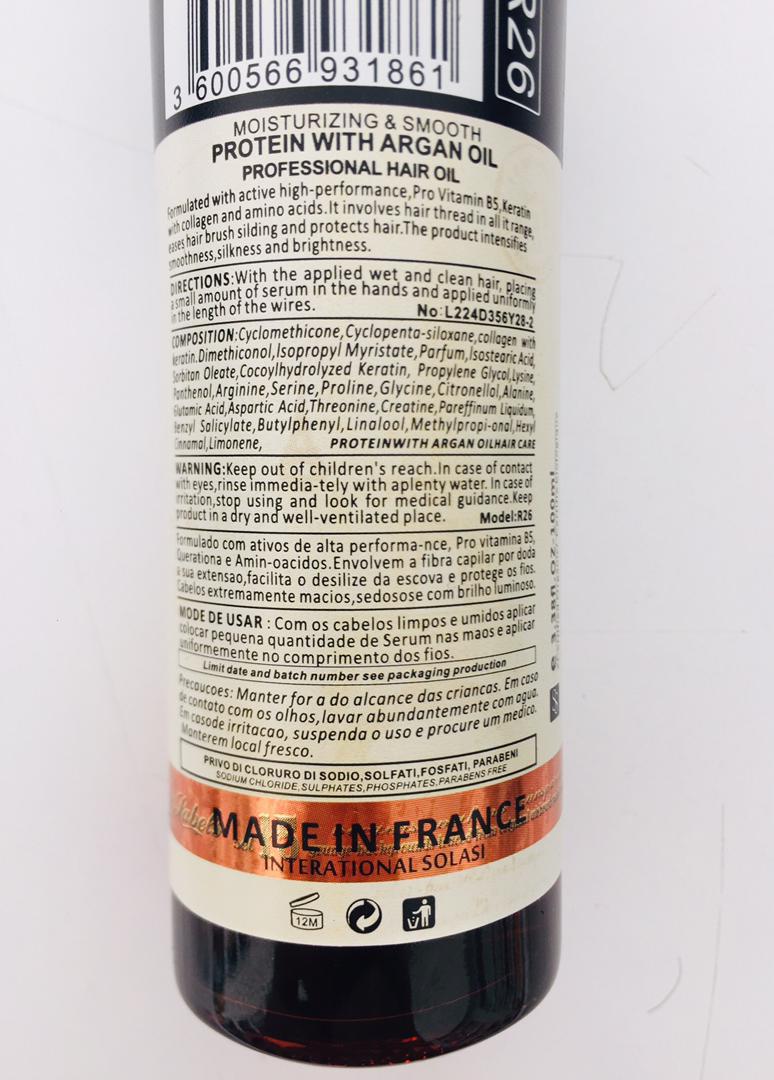 R26
3 600566 931861
MOISTURIZING & SMOOTH
PROTEIN WITH ARGAN OIL
PROFESSIONAL HAIR OIL
Formulated with active high-performance,Pro Vitamin B5,Keratin
with collagen and amino acids.It involves hair thread in all it range,
eases hair brush silding and protects hair.The product intensifies
smoothness,silkness and brightness.
DIRECTIONS:With the applied wet and clean hair, placing
a small amount of serum in the hands and applied uniformly
in the length of the wires. No:L224D356Y28-2
COMPOSITION:Cyclomethicone,Cyclopenta-siloxane,collagen with
keratin.Dimethiconol,Isopropyl Myristate,Parfum,Isostearic Acid,
Sorbitan Oleate,Cocoylhydrolyzed Keratin, Propylene Glycol,Lysine,
Panthenol,Arginine,Serine,Proline,Glycine,Citronellol,Alanine,
Glutamic Acid,Aspartic Acid,Threonine,Creatine,Pareffinum Liquidum,
Benzyl Salicylate,Butylphenyl,Linalool,Methylpropi-onal,Hexyl
Cinnamal,Limonene, PROTEINWITH ARGAN OILHAIR CARE
WARNING:Keep out of children's reach.In case of contact
with eyes,rinse immedia-tely with aplenty water. In case of
irritation,stop using and look for medical guidance.Keep
product in a dry and well-ventilated place. Model:R26
Formulado com ativos de alta performa-nce, Pro vitamina B5,
Querationa e Amin-oacidos.Envolvem a fibra capilar por doda
a sua extensao,facilita o desilize da escova e protege os fios.
Cabelos extremamente macios,sedosose com brilho luminoso.
MODE DE USAR : Com os cabelos limpos e umidos aplicar
colocar pequena quantidade de Serum nas maos e aplicar
uniformemente no comprimento dos fios.
Limit date and batch number see packaging production
Precaucoes: Manter for a do alcance das criancas. Em caso
de contato com os olhos,lavar abundantemente com agua.
Em casode irritacao, suspenda o uso e procure um medico.
Manterem local fresco.
PRIVO DI CLORURO DI SODIO,SOLFATI,FOSFATI, PARABENI
SODIUM CHLORIDE,SULPHATES,PHOSPHATES,PARABENS FREE
MADE IN FRANCE
INTERATIONAL SOLASI
12M